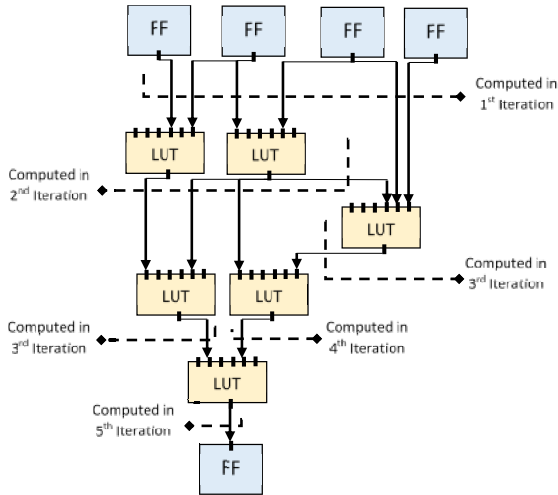 FF FF FF FF
Computed in
1st Iteration
LUT LUT
Computed in
2nd Iteration
LUT
Computed in
3rd Iteration
LUT LUT
Computed in
3rd Iteration
Computed in
4th Iteration
LUT
Computed in
5th Iteration
FF